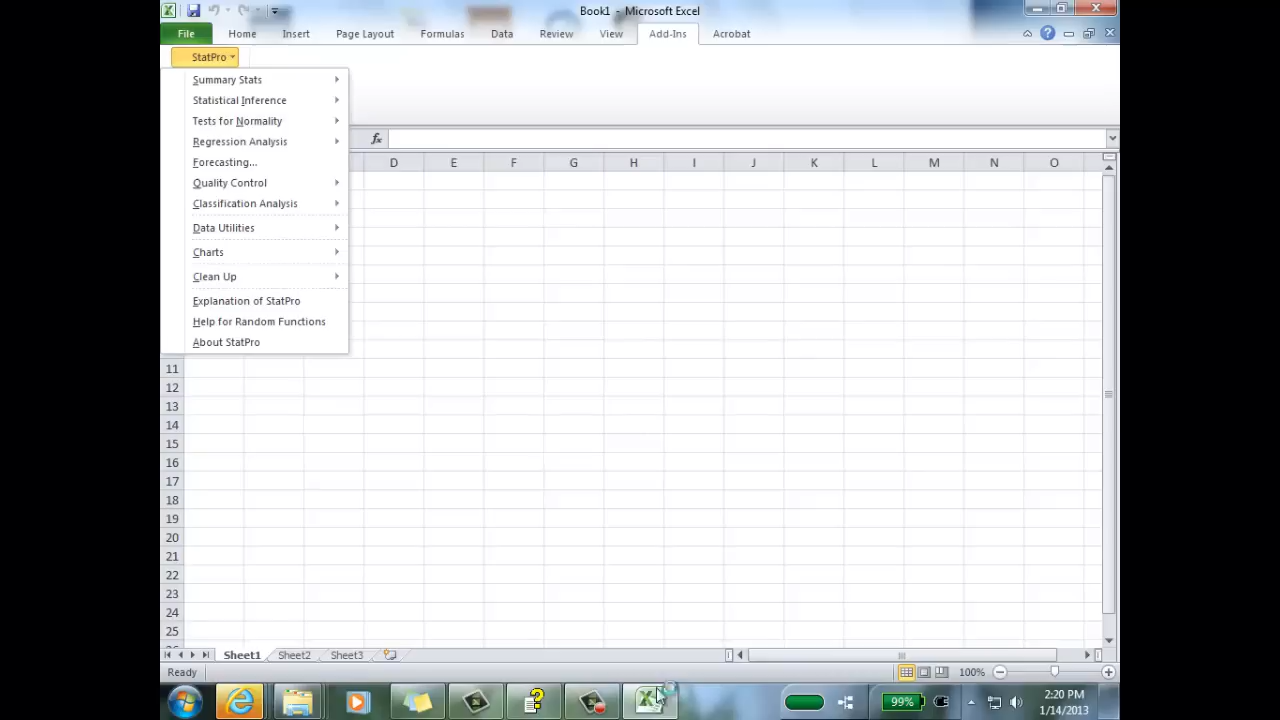 Book1 - Microsoft Excel
File Home Insert Page Layout Formulas Data Review View Add-Ins Acrobat
StatPro
Summary Stats
Statistical Inference
Tests for Normality
Regression Analysis
Forecasting...
Quality Control
Classification Analysis
Data Utilities
Charts
Clean Up
Explanation of StatPro
Help for Random Functions
About StatPro
fx
D E F G H I J K L M N O
11
12
13
14
15
16
17
18
19
20
21
22
23
24
25
Sheet1 Sheet2 Sheet3
Ready 100%
99%
2:20 PM
1/14/2013